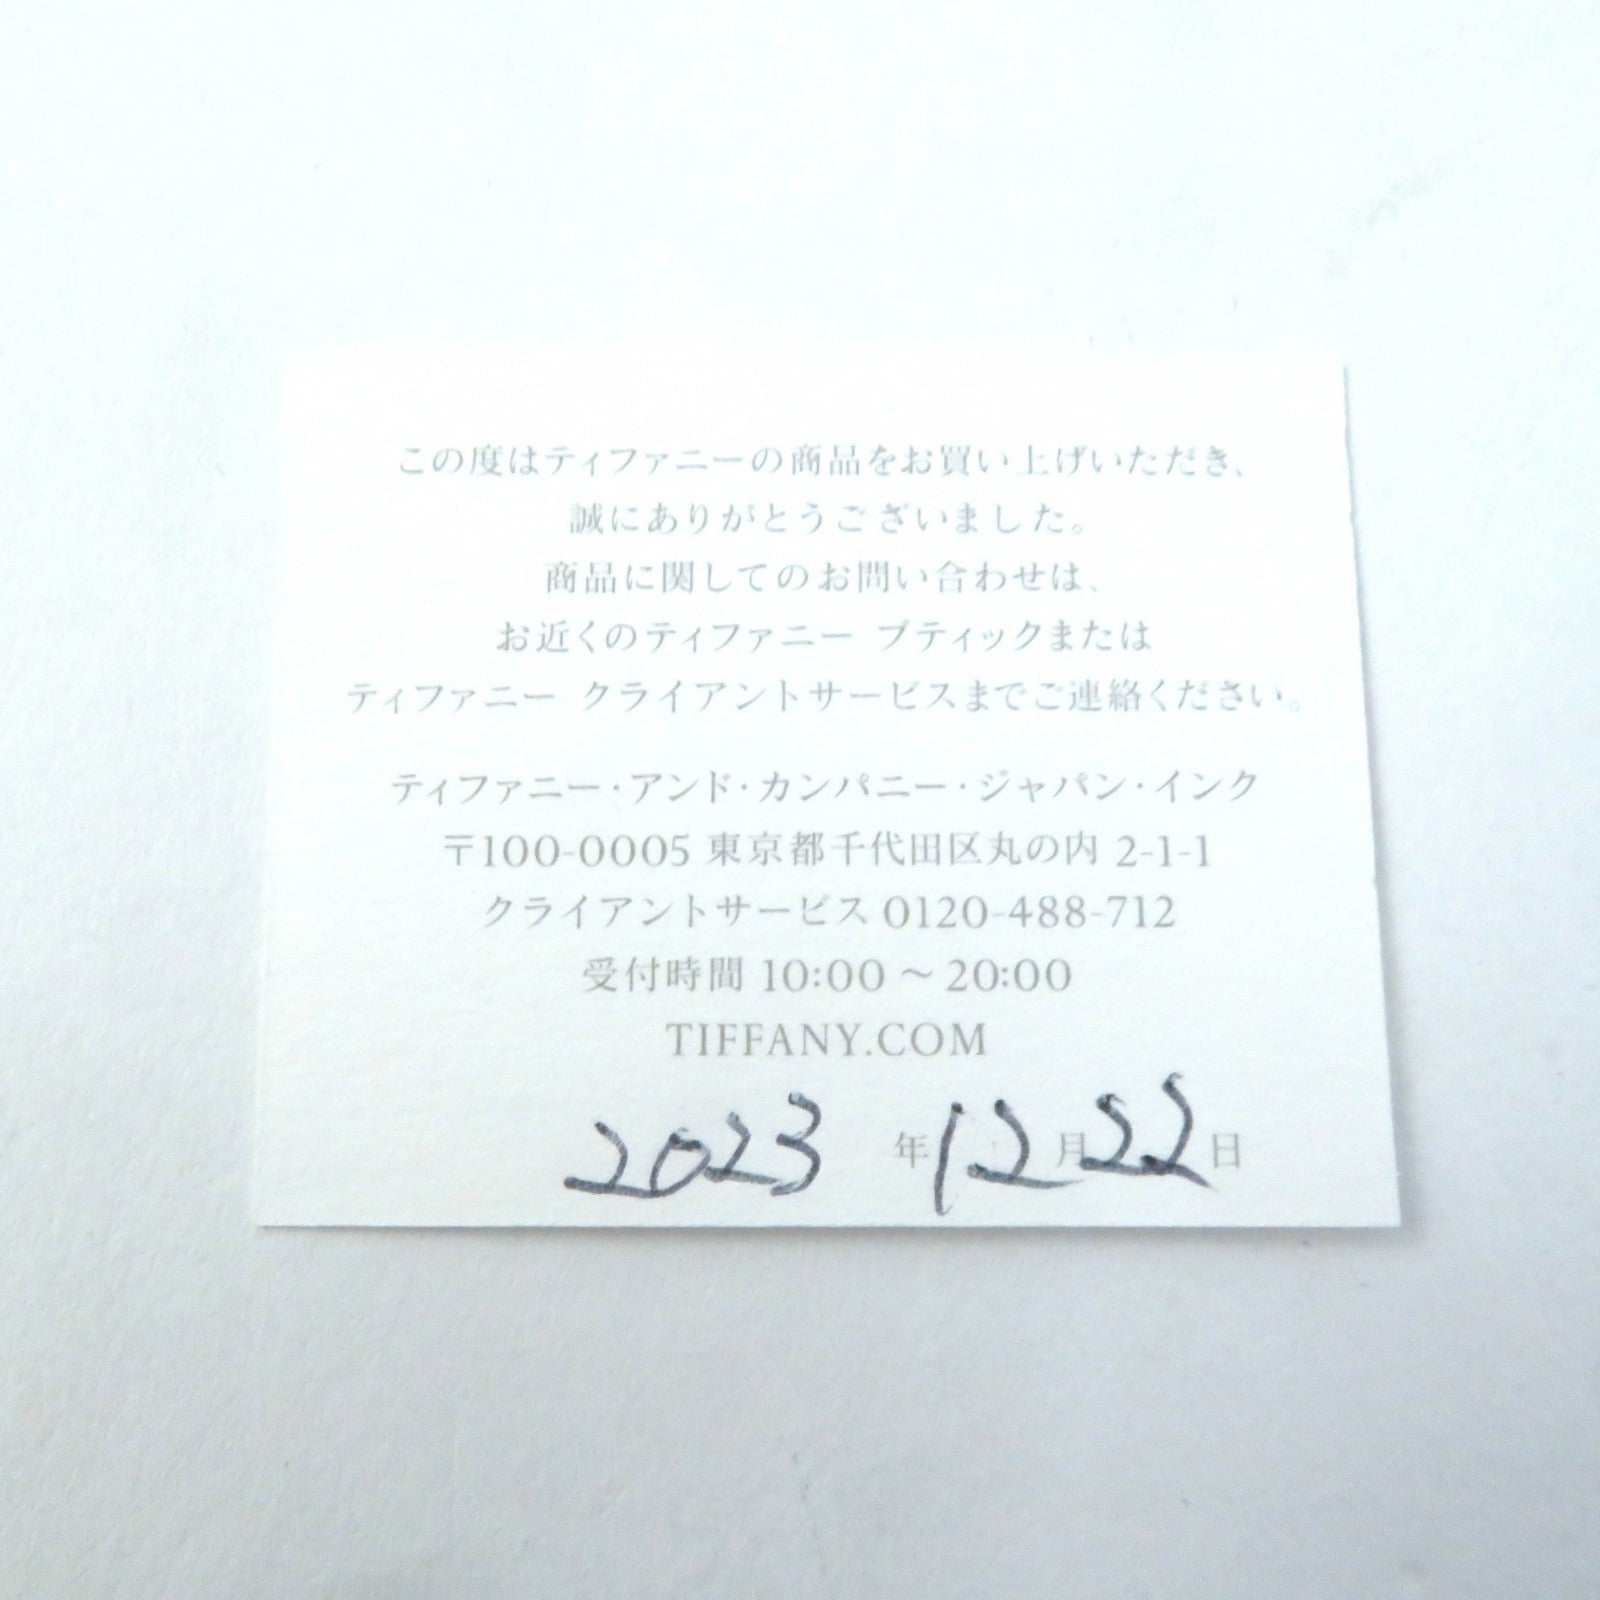 この度はティファニーの商品をお買い上げいただき、
誠にありがとうございました。
商品に関してのお問い合わせは、
お近くのティファニー ブティックまたは
ティファニー クライアントサービスまでご連絡ください。
ティファニー・アンド・カンパニー・ジャパン・インク
〒100-0005 東京都千代田区丸の内 2-1-1
クライアントサービス 0120-488-712
受付時間 10:00 ～ 20:00
TIFFANY.COM
2023 年 12 月 22 日